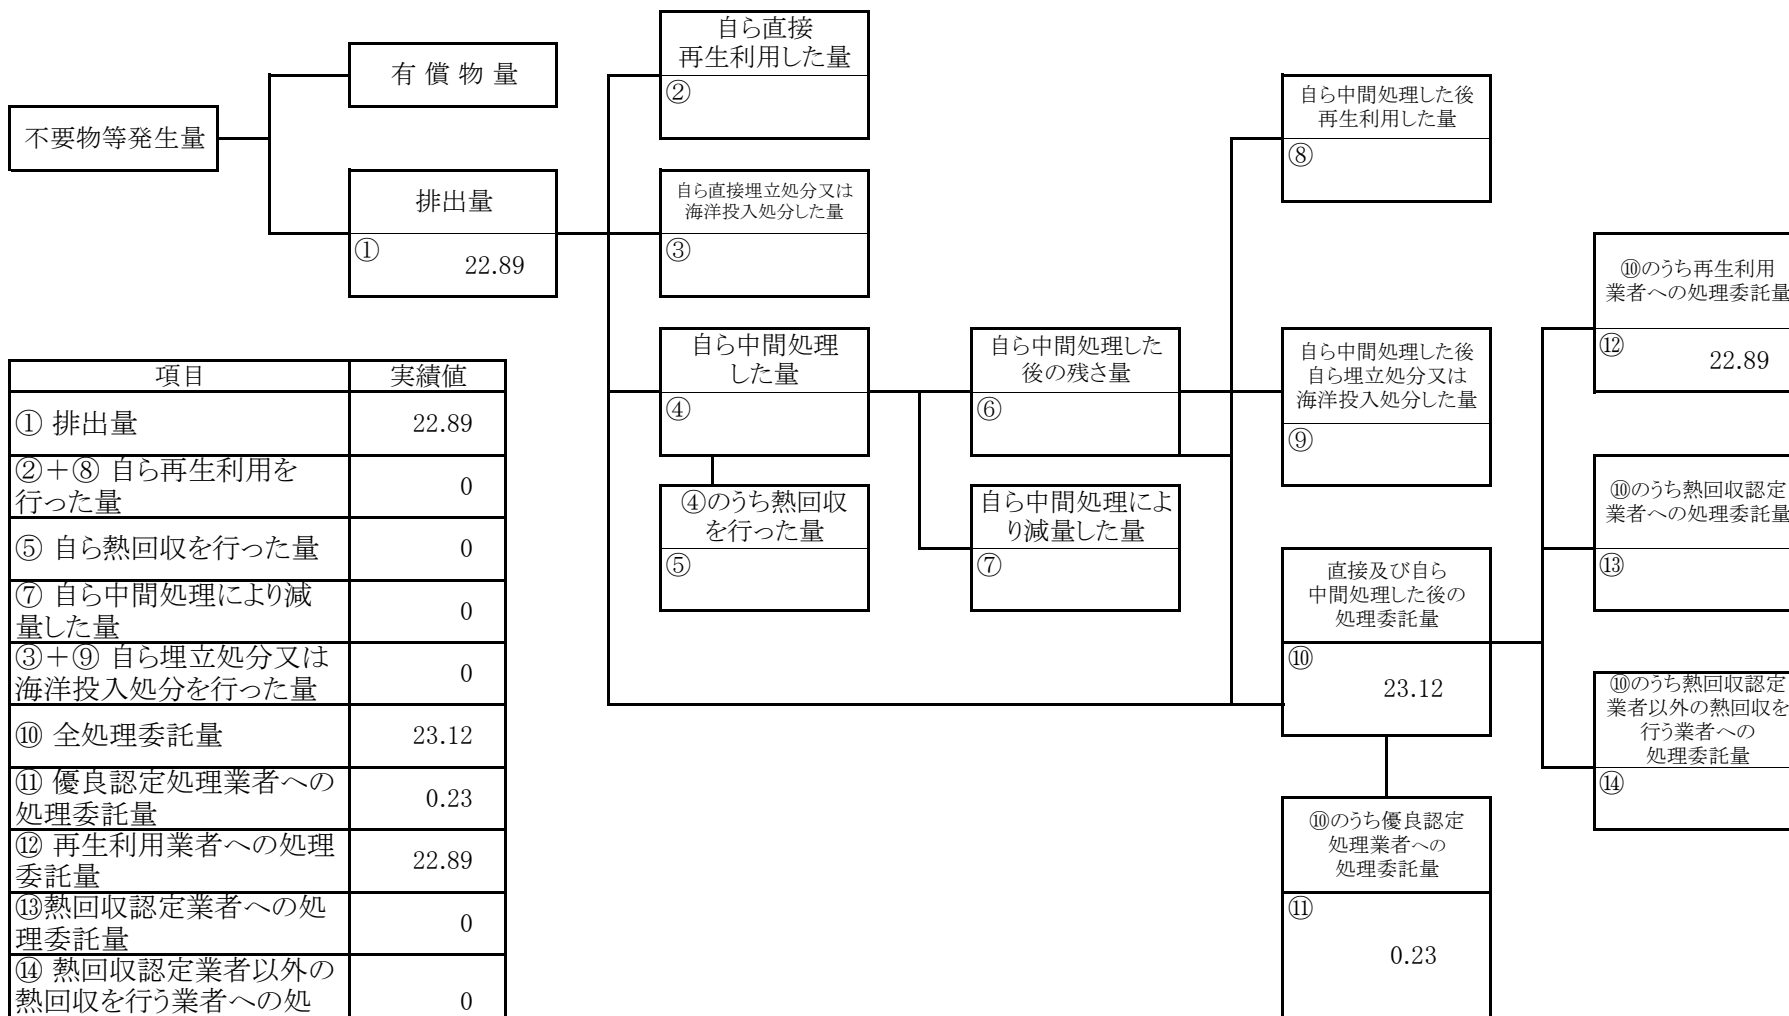 不要物等発生量
有 償 物 量
排出量
①
22.89
自ら直接
再生利用した量
②
自ら直接埋立処分又は
海洋投入処分した量
③
自ら中間処理
した量
④
④のうち熱回収
を行った量
⑤
自ら中間処理した
後の残さ量
⑥
自ら中間処理によ
り減量した量
⑦
自ら中間処理した後
再生利用した量
⑧
自ら中間処理した後
自ら埋立処分又は
海洋投入処分した量
⑨
直接及び自ら
中間処理した後の
処理委託量
⑩
23.12
⑩のうち優良認定
処理業者への
処理委託量
⑪
0.23
⑩のうち再生利用
業者への処理委託量
⑫
22.89
⑩のうち熱回収認定
業者への処理委託量
⑬
⑩のうち熱回収認定
業者以外の熱回収を
行う業者への
処理委託量
⑭
項目 実績値
① 排出量 22.89
②＋⑧ 自ら再生利用を
行った量 0
⑤ 自ら熱回収を行った量 0
⑦ 自ら中間処理により減
量した量 0
③＋⑨ 自ら埋立処分又は
海洋投入処分を行った量 0
⑩ 全処理委託量 23.12
⑪ 優良認定処理業者への
処理委託量 0.23
⑫ 再生利用業者への処理
委託量 22.89
⑬熱回収認定業者への処
理委託量 0
⑭ 熱回収認定業者以外の
熱回収を行う業者への処 0